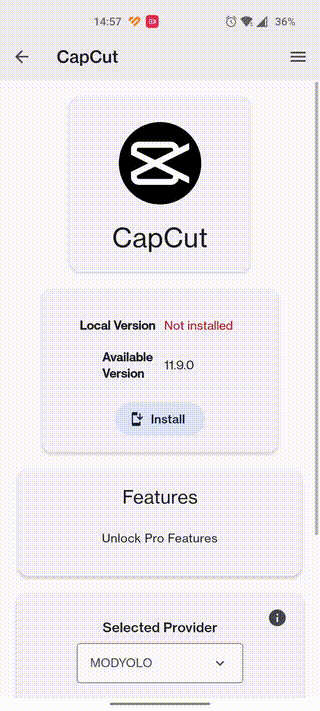 14:57 36%
CapCut
CapCut
Local Version Not installed
Available
Version 11.9.0
Install
Features
Unlock Pro Features
Selected Provider
MODYOLO